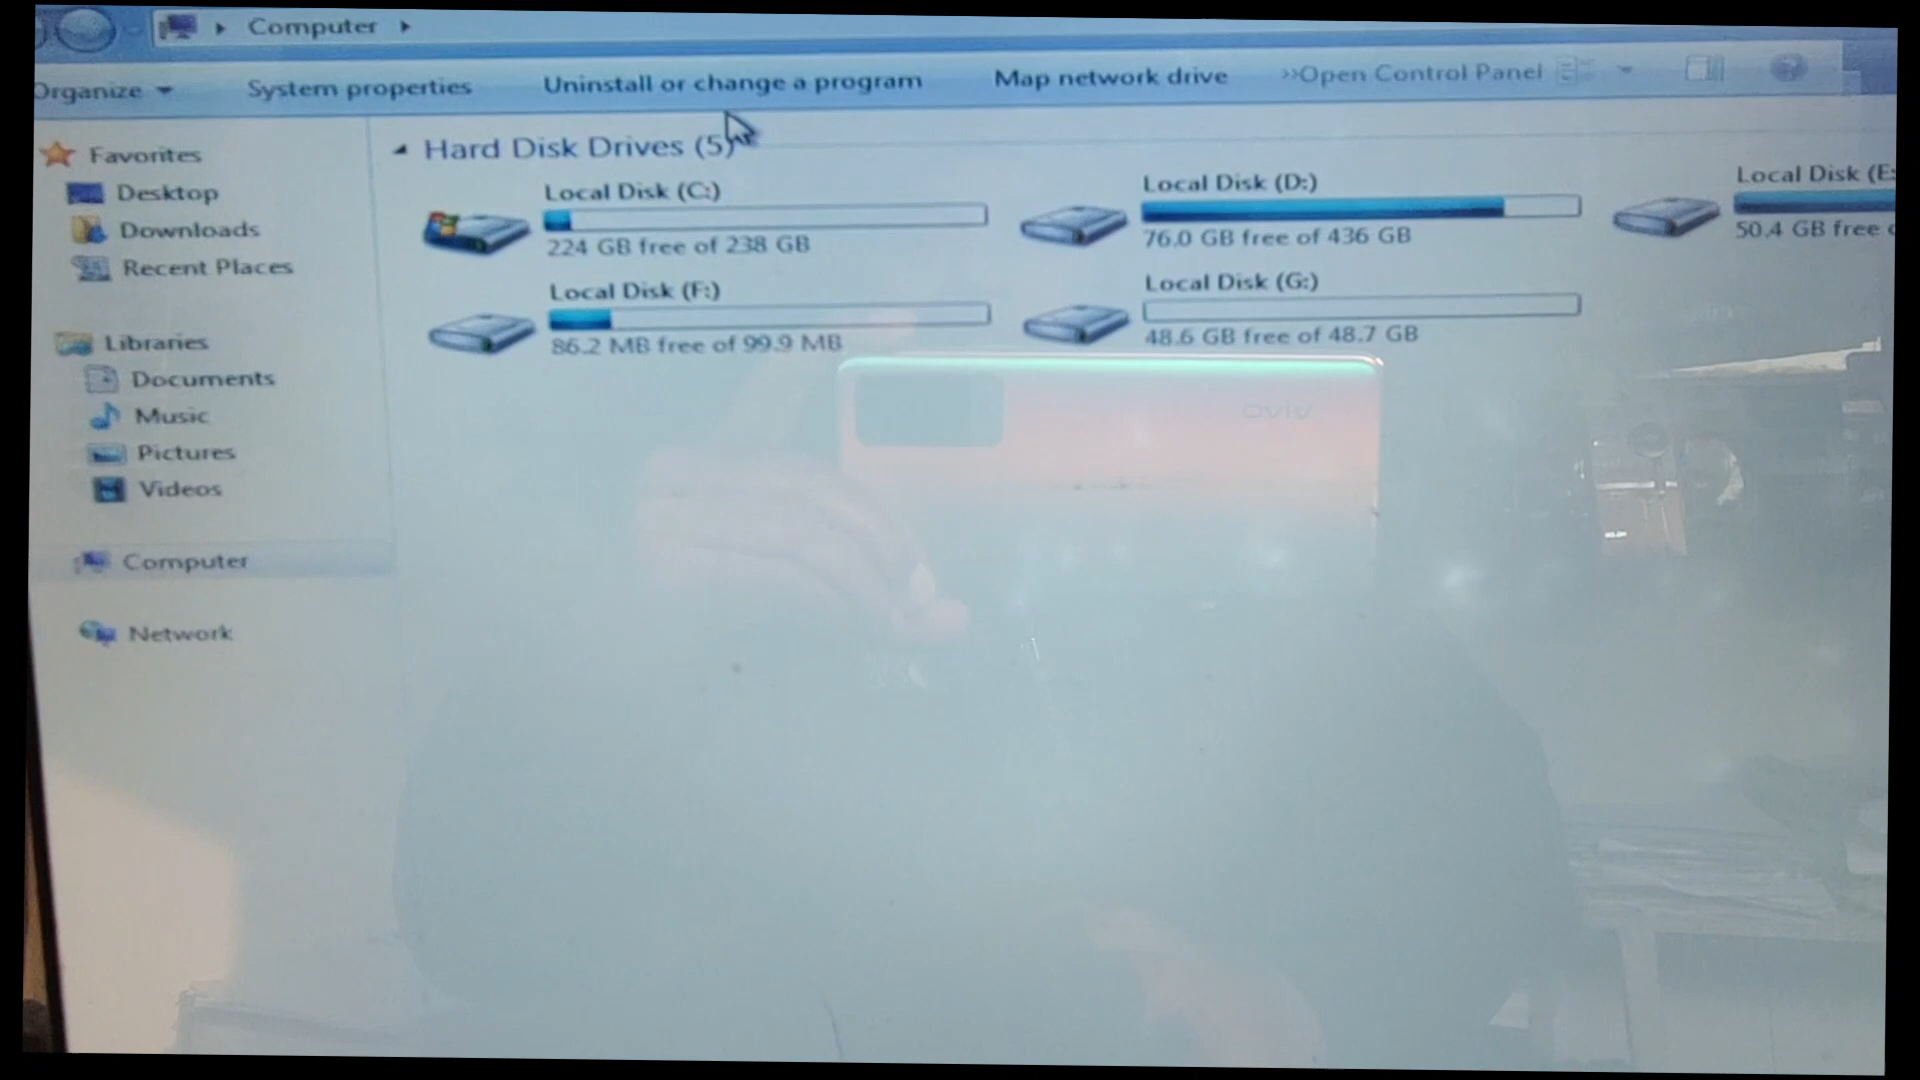 Computer
Organize
System properties
Uninstall or change a program
Map network drive
»Open Control Panel
Favorites
Desktop
Downloads
Recent Places
Libraries
Documents
Music
Pictures
Videos
Computer
Network
Hard Disk Drives (5)
Local Disk (C:)
224 GB free of 238 GB
Local Disk (D:)
76.0 GB free of 436 GB
Local Disk (E:
50.4 GB free
Local Disk (F:)
86.2 MB free of 99.9 MB
Local Disk (G:)
48.6 GB free of 48.7 GB